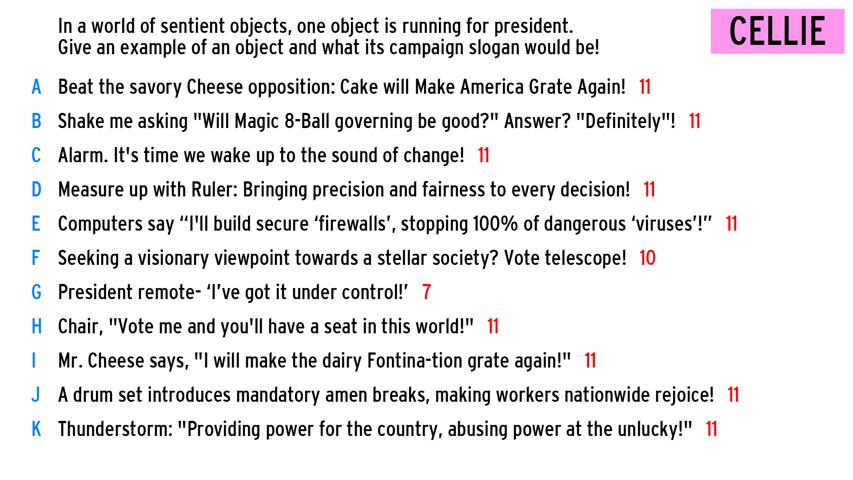 In a world of sentient objects, one object is running for president.
Give an example of an object and what its campaign slogan would be!
CELLIE
A Beat the savory Cheese opposition: Cake will Make America Grate Again! 11
B Shake me asking "Will Magic 8-Ball governing be good?" Answer? "Definitely"! 11
C Alarm. It's time we wake up to the sound of change! 11
D Measure up with Ruler: Bringing precision and fairness to every decision! 11
E Computers say “I'll build secure ‘firewalls’, stopping 100% of dangerous ‘viruses’!” 11
F Seeking a visionary viewpoint towards a stellar society? Vote telescope! 10
G President remote- ‘I’ve got it under control!’ 7
H Chair, "Vote me and you'll have a seat in this world!" 11
I Mr. Cheese says, "I will make the dairy Fontina-tion grate again!" 11
J A drum set introduces mandatory amen breaks, making workers nationwide rejoice! 11
K Thunderstorm: "Providing power for the country, abusing power at the unlucky!" 11